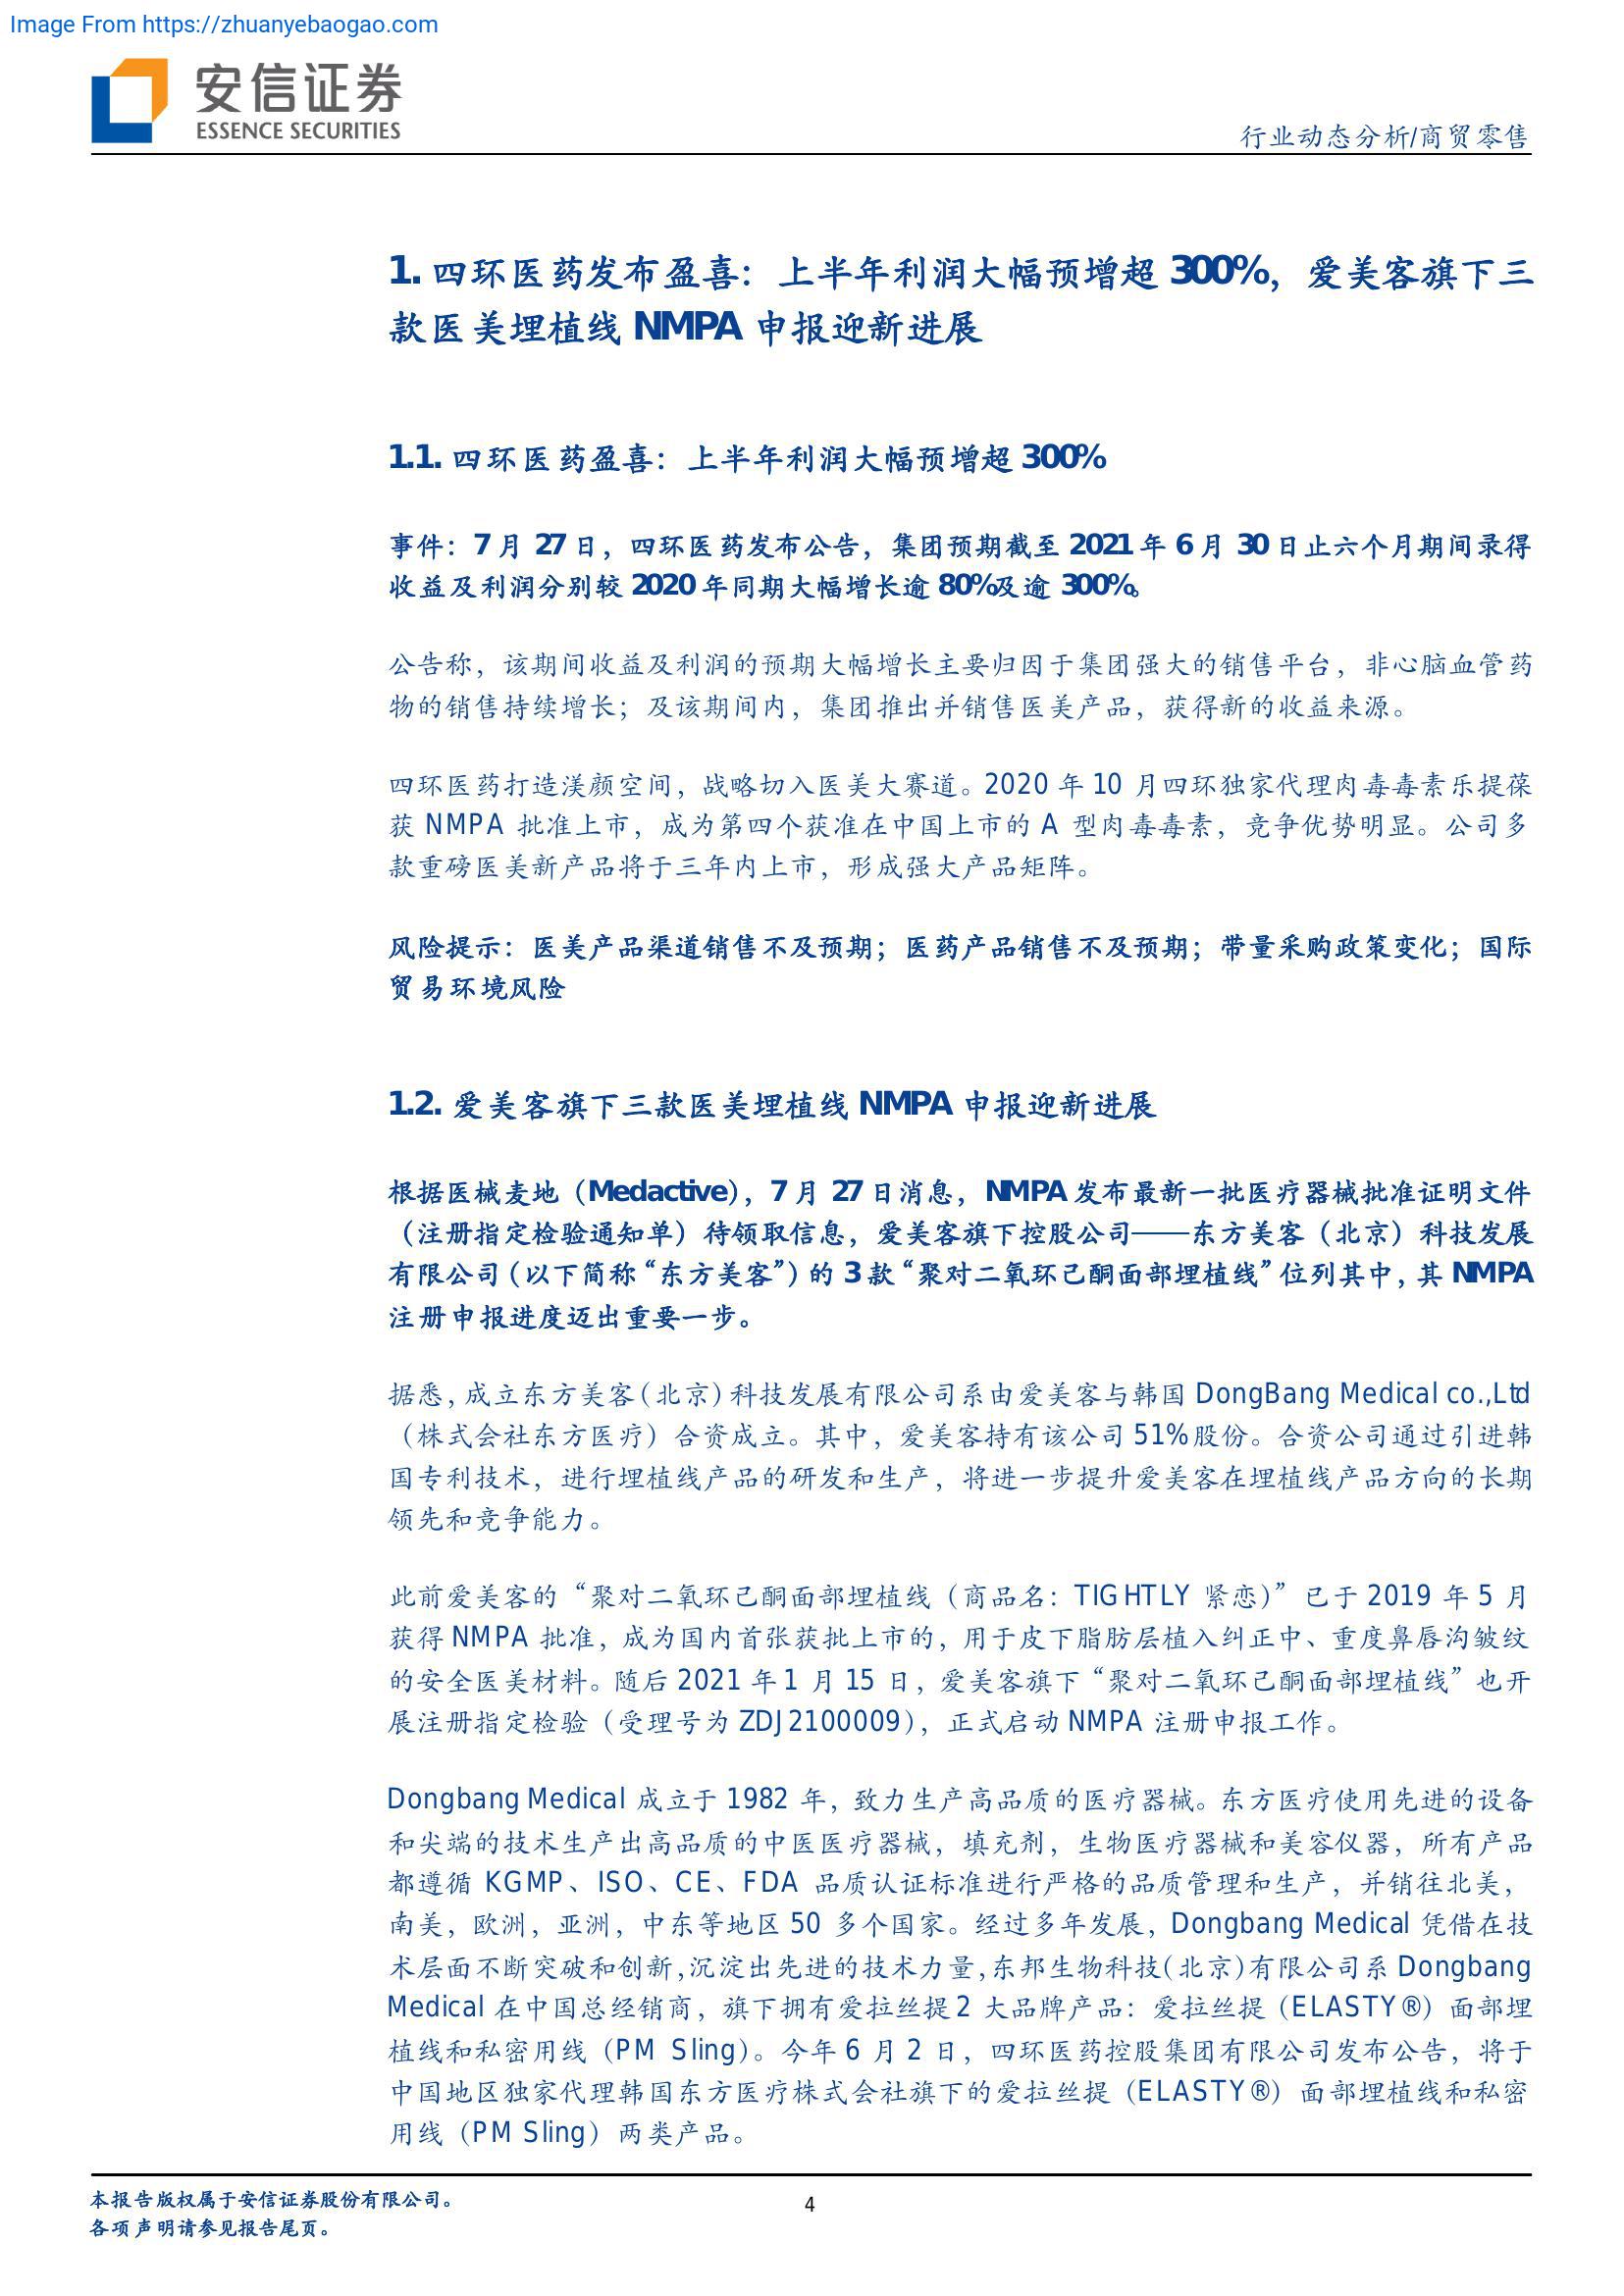 Image From https://zhuanyebaogao.com
安信证券
ESSENCE SECURITIES
行业动态分析/商贸零售
1. 四环医药发布盈喜：上半年利润大幅预增超 300%，爱美客旗下三
款医美埋植线 NMPA 申报迎新进展
1.1. 四环医药盈喜：上半年利润大幅预增超 300%
事件：7 月 27 日，四环医药发布公告，集团预期截至 2021 年 6 月 30 日止六个月期间录得
收益及利润分别较 2020 年同期大幅增长逾 80%及逾 300%。
公告称，该期间收益及利润的预期大幅增长主要归因于集团强大的销售平台，非心脑血管药
物的销售持续增长；及该期间内，集团推出并销售医美产品，获得新的收益来源。
四环医药打造渼颜空间，战略切入医美大赛道。2020 年 10 月四环独家代理肉毒毒素乐提葆
获 NMPA 批准上市，成为第四个获准在中国上市的 A 型肉毒毒素，竞争优势明显。公司多
款重磅医美新产品将于三年内上市，形成强大产品矩阵。
风险提示：医美产品渠道销售不及预期；医药产品销售不及预期；带量采购政策变化；国际
贸易环境风险
1.2. 爱美客旗下三款医美埋植线 NMPA 申报迎新进展
根据医械麦地（Medactive），7 月 27 日消息，NMPA 发布最新一批医疗器械批准证明文件
（注册指定检验通知单）待领取信息，爱美客旗下控股公司——东方美客（北京）科技发展
有限公司（以下简称“东方美客”）的 3 款“聚对二氧环己酮面部埋植线”位列其中，其 NMPA
注册申报进度迈出重要一步。
据悉，成立东方美客（北京）科技发展有限公司系由爱美客与韩国 DongBang Medical co.,Ltd
（株式会社东方医疗）合资成立。其中，爱美客持有该公司 51%股份。合资公司通过引进韩
国专利技术，进行埋植线产品的研发和生产，将进一步提升爱美客在埋植线产品方向的长期
领先和竞争能力。
此前爱美客的“聚对二氧环己酮面部埋植线（商品名：TIGHTLY 紧恋）”已于 2019 年 5 月
获得 NMPA 批准，成为国内首张获批上市的，用于皮下脂肪层植入纠正中、重度鼻唇沟皱纹
的安全医美材料。随后 2021 年 1 月 15 日，爱美客旗下“聚对二氧环己酮面部埋植线”也开
展注册指定检验（受理号为 ZDJ2100009），正式启动 NMPA 注册申报工作。
Dongbang Medical 成立于 1982 年，致力生产高品质的医疗器械。东方医疗使用先进的设备
和尖端的技术生产出高品质的中医医疗器械，填充剂，生物医疗器械和美容仪器，所有产品
都遵循 KGMP、ISO、CE、FDA 品质认证标准进行严格的品质管理和生产，并销往北美，
南美，欧洲，亚洲，中东等地区 50 多个国家。经过多年发展，Dongbang Medical 凭借在技
术层面不断突破和创新,沉淀出先进的技术力量,东邦生物科技(北京)有限公司系 Dongbang
Medical 在中国总经销商，旗下拥有爱拉丝提 2 大品牌产品：爱拉丝提（ELASTY®）面部埋
植线和私密用线（PM Sling）。今年 6 月 2 日，四环医药控股集团有限公司发布公告，将于
中国地区独家代理韩国东方医疗株式会社旗下的爱拉丝提（ELASTY®）面部埋植线和私密
用线（PM Sling）两类产品。
本报告版权属于安信证券股份有限公司。
4
各项声明请参见报告尾页。